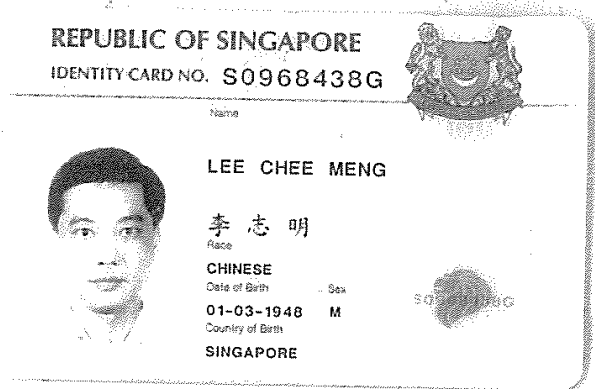 REPUBLIC OF SINGAPORE
IDENTITY CARD NO. S0968438G
Name
LEE CHEE MENG
李志明
Race
CHINESE
Date of Birth Sex
01-03-1948 M
Country of Birth
SINGAPORE